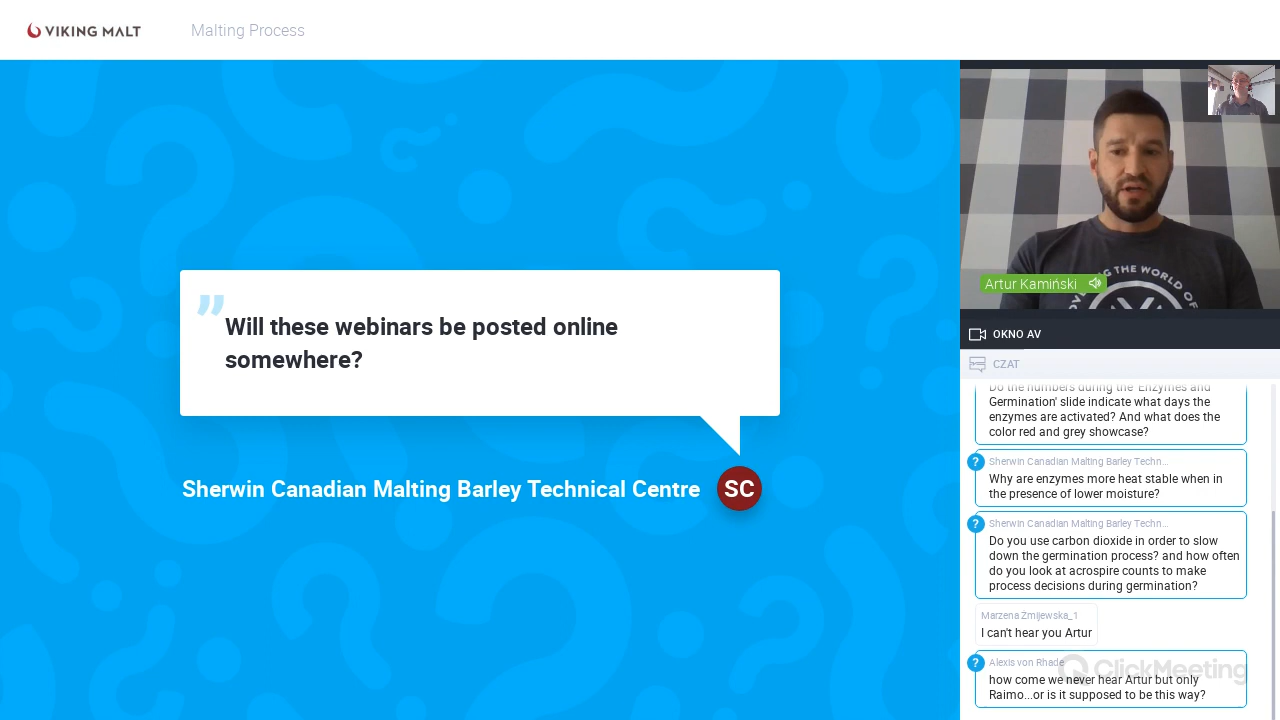 VIKING MALT
Malting Process
"
Will these webinars be posted online
somewhere?
Sherwin Canadian Malting Barley Technical Centre
SC
THE WORLD OF
Artur Kamiński
OKNO AV
CZAT
Do the numbers during the 'Enzymes and
Germination' slide indicate what days the
enzymes are activated? And what does the
color red and grey showcase?
?
Sherwin Canadian Malting Barley Techn...
Why are enzymes more heat stable when in
the presence of lower moisture?
?
Sherwin Canadian Malting Barley Techn...
Do you use carbon dioxide in order to slow
down the germination process? and how often
do you look at acrospire counts to make
process decisions during germination?
Marzena Żmijewska_1
I can't hear you Artur
?
Alexis von Rhade
how come we never hear Artur but only
Raimo...or is it supposed to be this way?
ClickMeeting